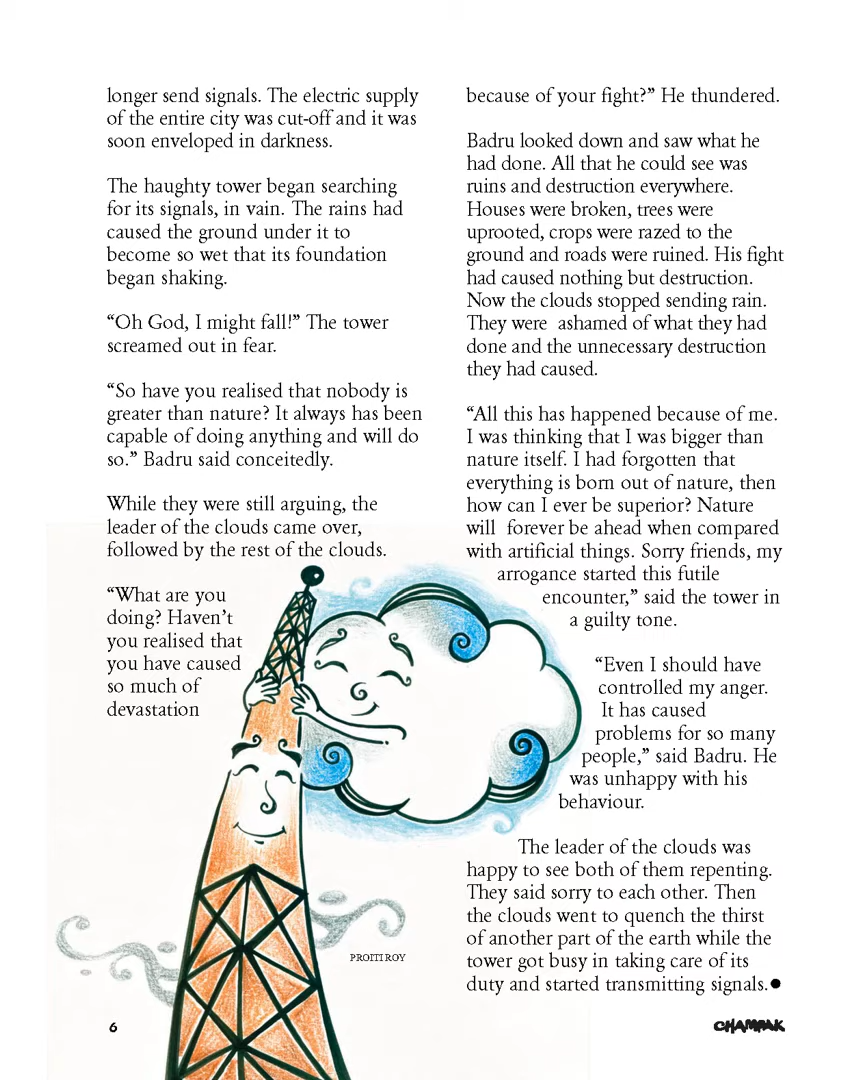 longer send signals. The electric supply
of the entire city was cut-off and it was
soon enveloped in darkness.
The haughty tower began searching
for its signals, in vain. The rains had
caused the ground under it to
become so wet that its foundation
began shaking.
“Oh God, I might fall!” The tower
screamed out in fear.
“So have you realised that nobody is
greater than nature? It always has been
capable of doing anything and will do
so.” Badru said conceitedly.
While they were still arguing, the
leader of the clouds came over,
followed by the rest of the clouds.
“What are you
doing? Haven’t
you realised that
you have caused
so much of
devastation
because of your fight?” He thundered.
Badru looked down and saw what he
had done. All that he could see was
ruins and destruction everywhere.
Houses were broken, trees were
uprooted, crops were razed to the
ground and roads were ruined. His fight
had caused nothing but destruction.
Now the clouds stopped sending rain.
They were ashamed of what they had
done and the unnecessary destruction
they had caused.
“All this has happened because of me.
I was thinking that I was bigger than
nature itself. I had forgotten that
everything is born out of nature, then
how can I ever be superior? Nature
will forever be ahead when compared
with artificial things. Sorry friends, my
arrogance started this futile
encounter,” said the tower in
a guilty tone.
“Even I should have
controlled my anger.
It has caused
problems for so many
people,” said Badru. He
was unhappy with his
behaviour.
The leader of the clouds was
happy to see both of them repenting.
They said sorry to each other. Then
the clouds went to quench the thirst
of another part of the earth while the
tower got busy in taking care of its
duty and started transmitting signals.●
PROITI ROY
6
CHAMPAK